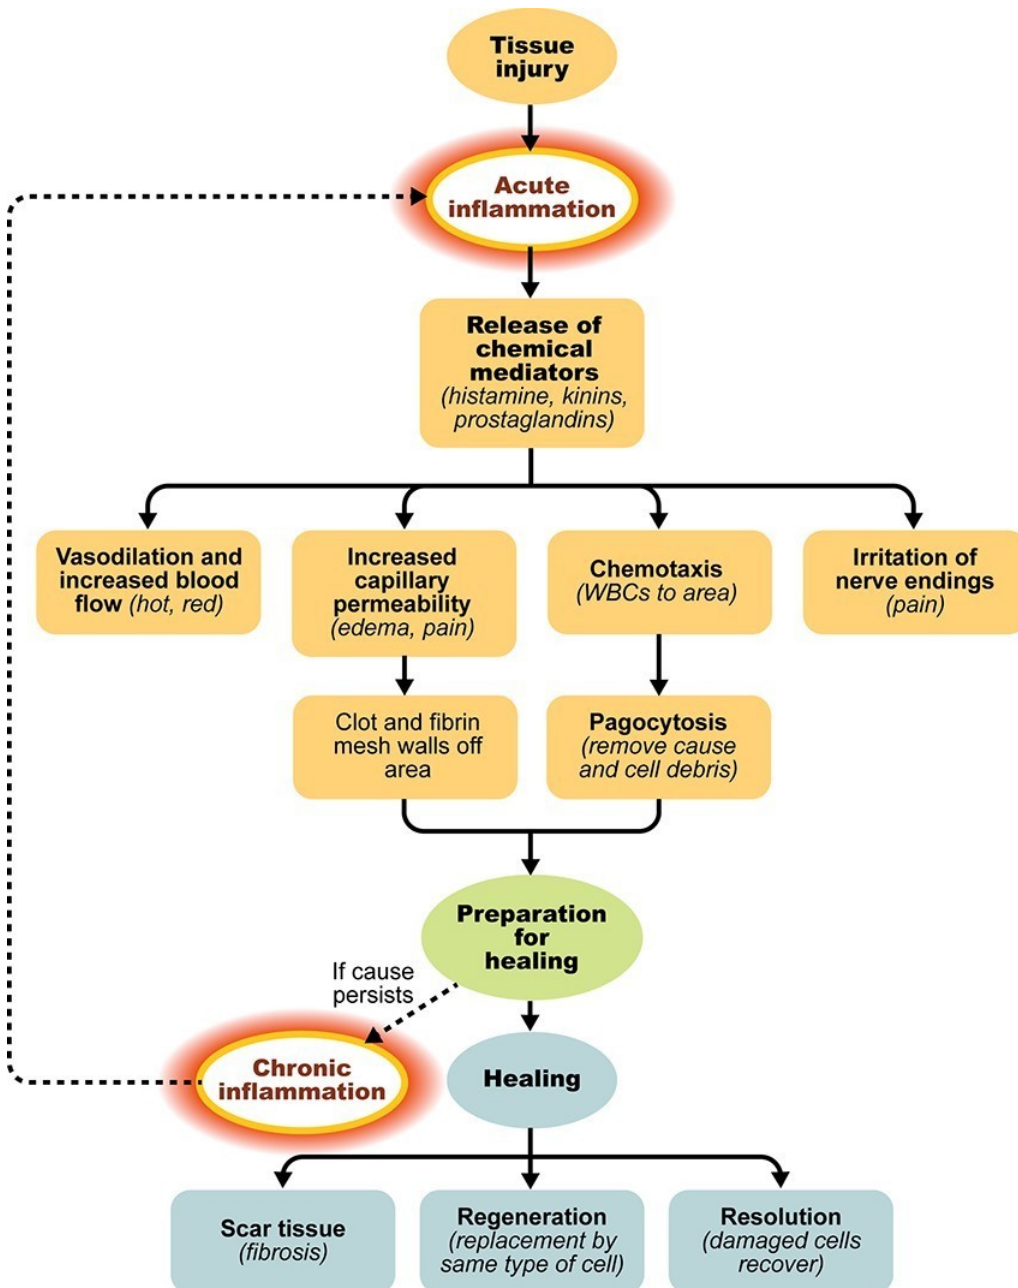 Tissue
injury
Acute
inflammation
Release of
chemical
mediators
(histamine, kinins,
prostaglandins)
Vasodilation and
increased blood
flow (hot, red)
Increased
capillary
permeability
(edema, pain)
Chemotaxis
(WBCs to area)
Irritation of
nerve endings
(pain)
Clot and fibrin
mesh walls off
area
Pagocytosis
(remove cause
and cell debris)
Preparation
for
healing
If cause
persists
Chronic
inflammation
Healing
Scar tissue
(fibrosis)
Regeneration
(replacement by
same type of cell)
Resolution
(damaged cells
recover)